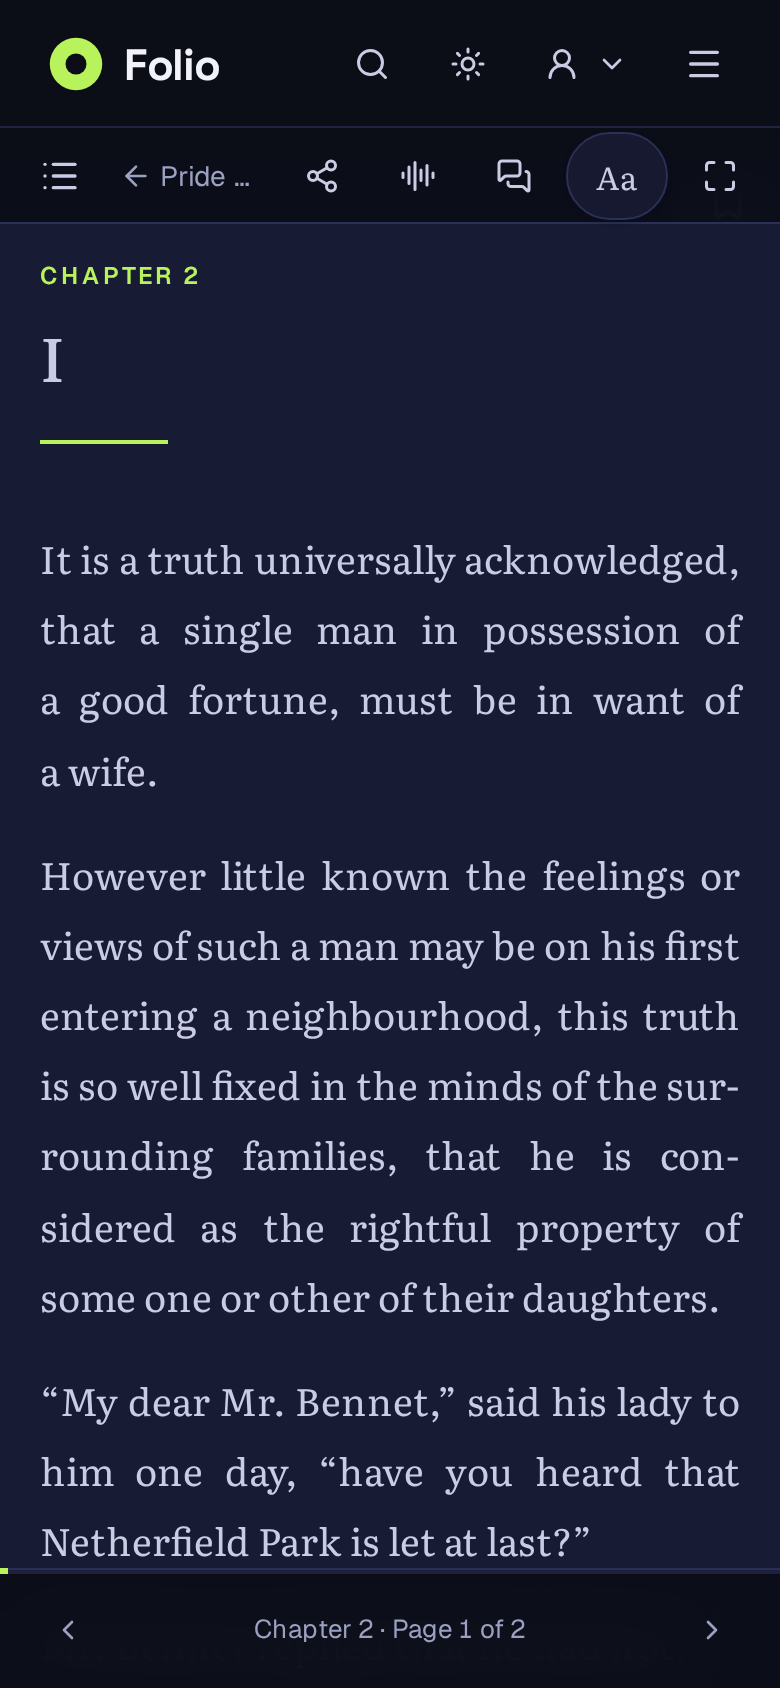 Folio
Pride ...
Aa
CHAPTER 2
I
It is a truth universally acknowledged,
that a single man in possession of
a good fortune, must be in want of
a wife.
However little known the feelings or
views of such a man may be on his first
entering a neighbourhood, this truth
is so well fixed in the minds of the sur-
rounding families, that he is con-
sidered as the rightful property of
some one or other of their daughters.
“My dear Mr. Bennet,” said his lady to
him one day, “have you heard that
Netherfield Park is let at last?”
Chapter 2 · Page 1 of 2